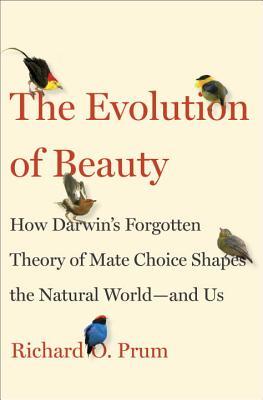 The Evolution
of Beauty
How Darwin's Forgotten
Theory of Mate Choice Shapes
the Natural World—and Us
Richard O. Prum